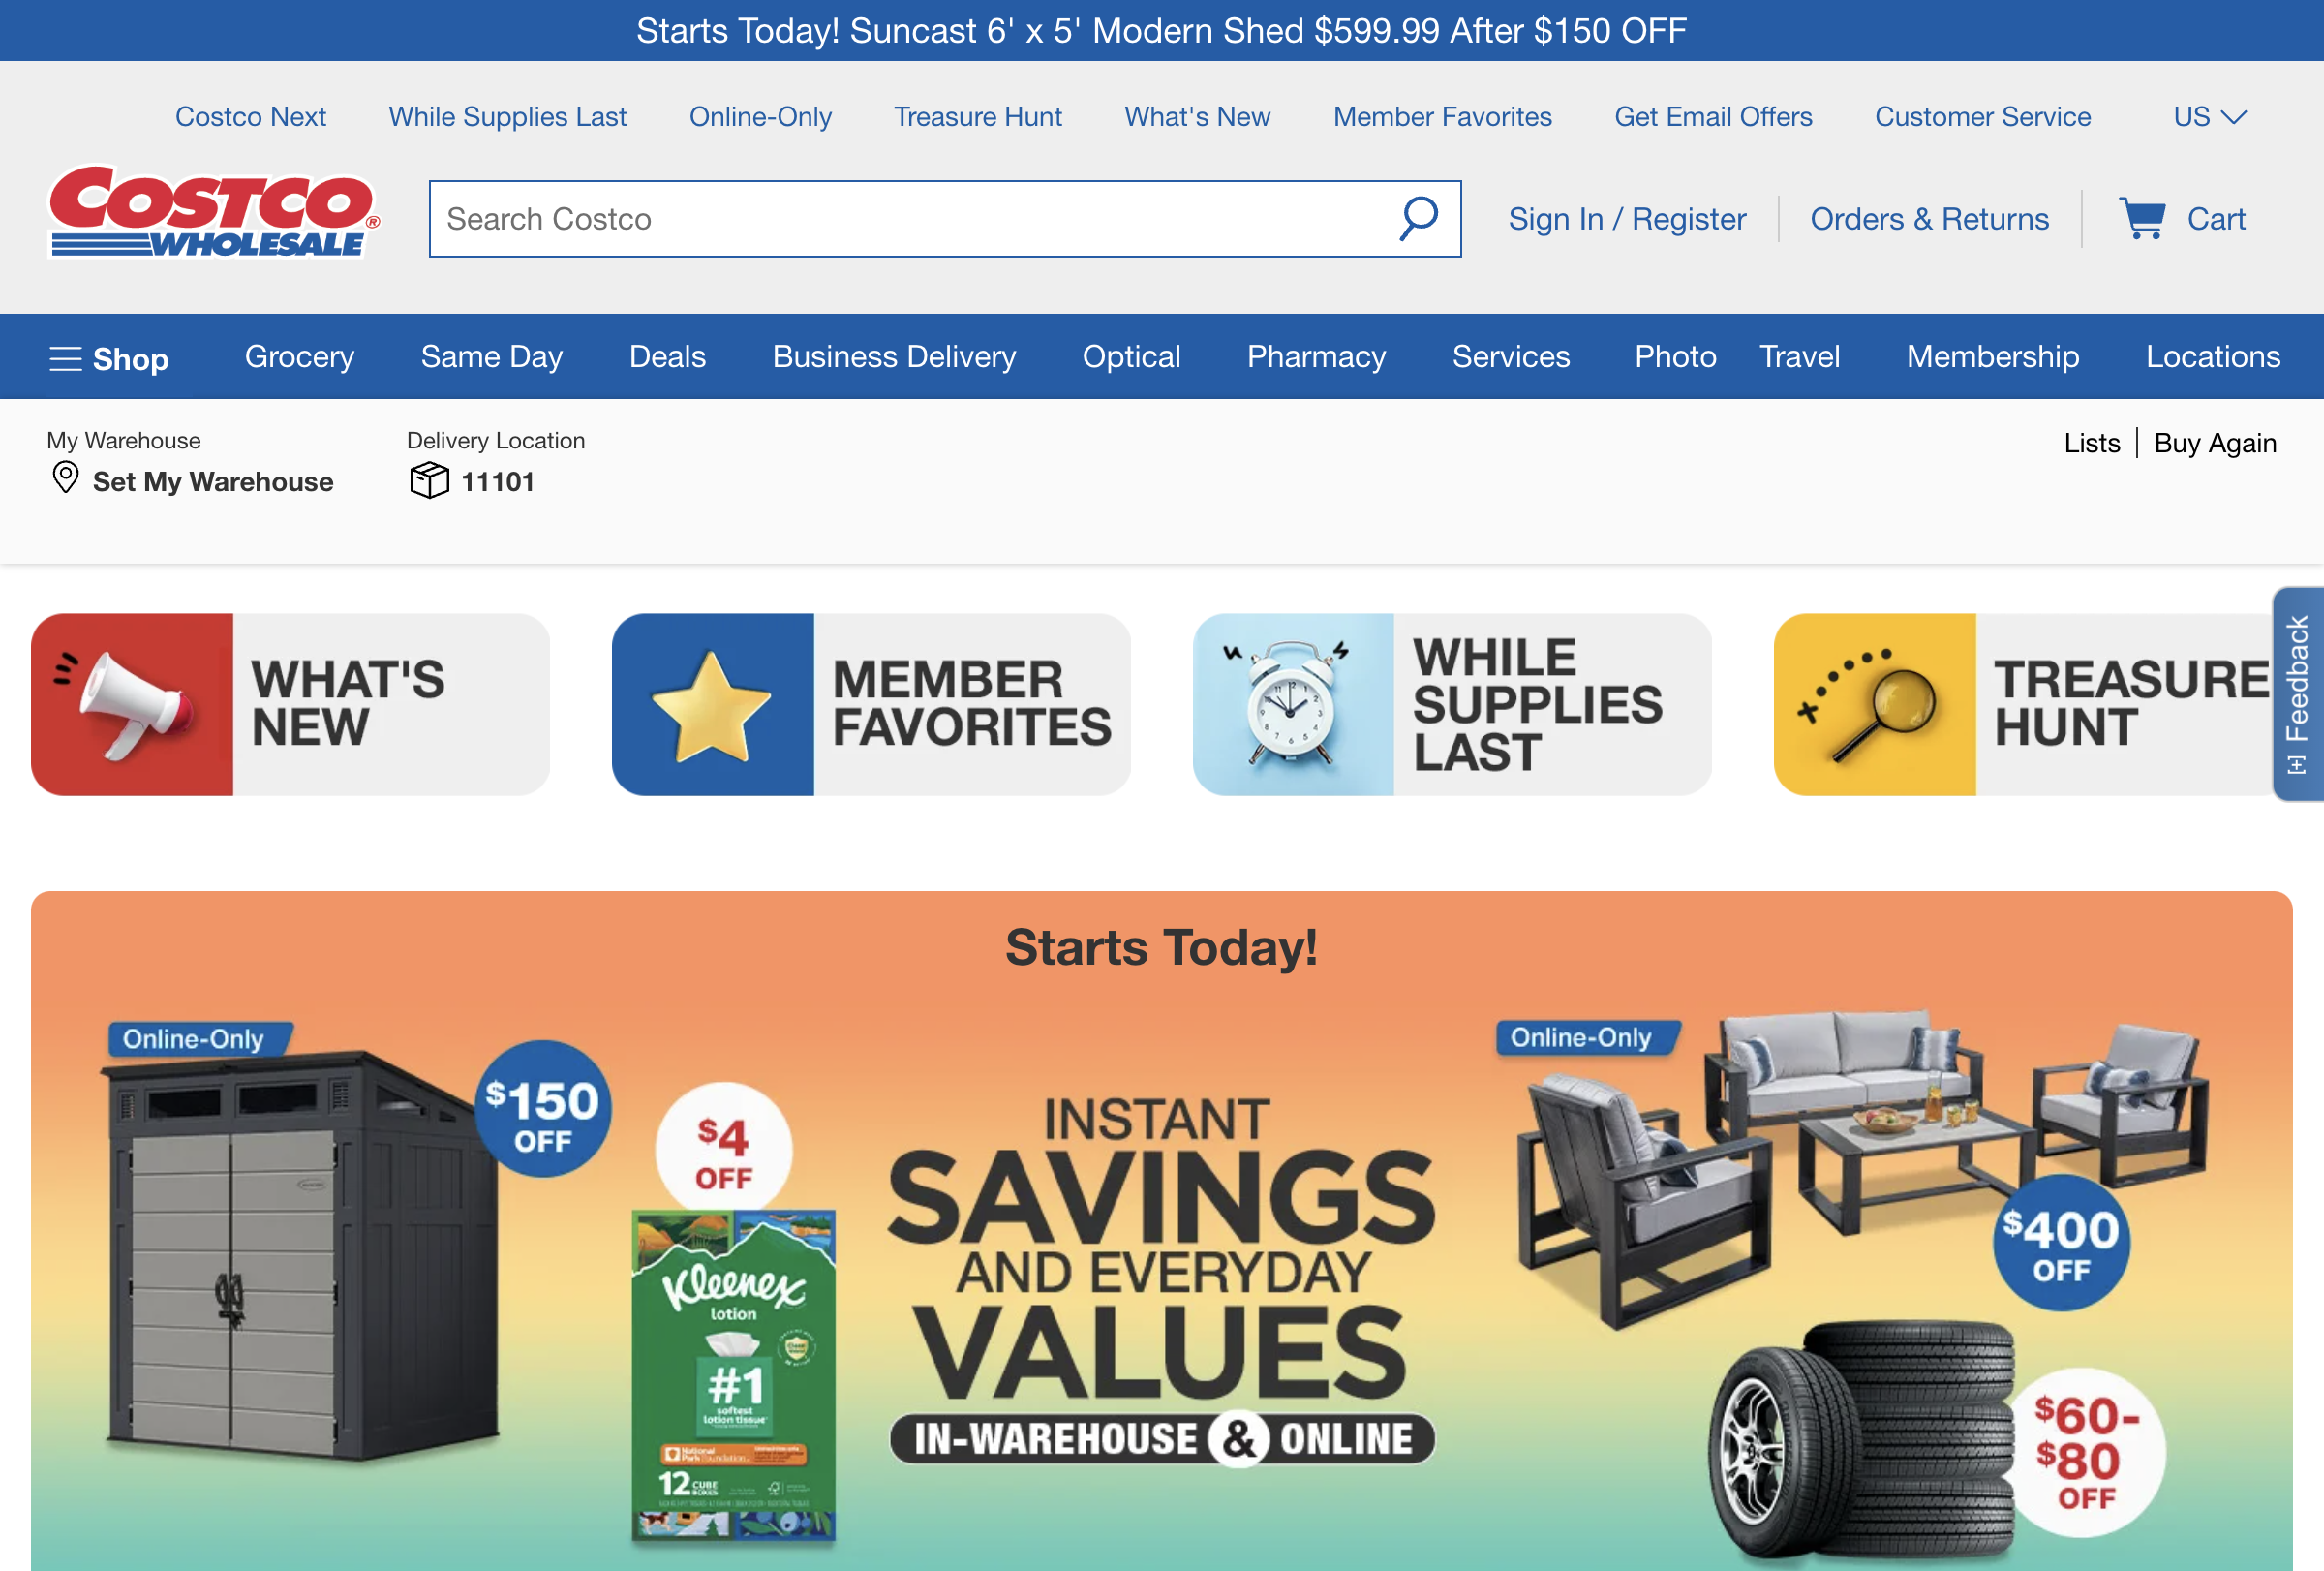 Starts Today! Suncast 6' x 5' Modern Shed $599.99 After $150 OFF
Costco Next
While Supplies Last
Online-Only
Treasure Hunt
What's New
Member Favorites
Get Email Offers
Customer Service
US
COSTCO®
WHOLESALE
Search Costco
Sign In / Register
Orders & Returns
Cart
Shop
Grocery
Same Day
Deals
Business Delivery
Optical
Pharmacy
Services
Photo
Travel
Membership
Locations
My Warehouse
Set My Warehouse
Delivery Location
11101
Lists
Buy Again
WHAT'S
NEW
MEMBER
FAVORITES
WHILE
SUPPLIES
LAST
TREASURE
HUNT
[+] Feedback
Starts Today!
Online-Only
$150
OFF
$4
OFF
Kleenex
lotion
#1
softest
lotion tissue
National
Park Foundation
12 CUBE
BOXES
INSTANT
SAVINGS
AND EVERYDAY
VALUES
IN-WAREHOUSE & ONLINE
Online-Only
$400
OFF
$60-
$80
OFF